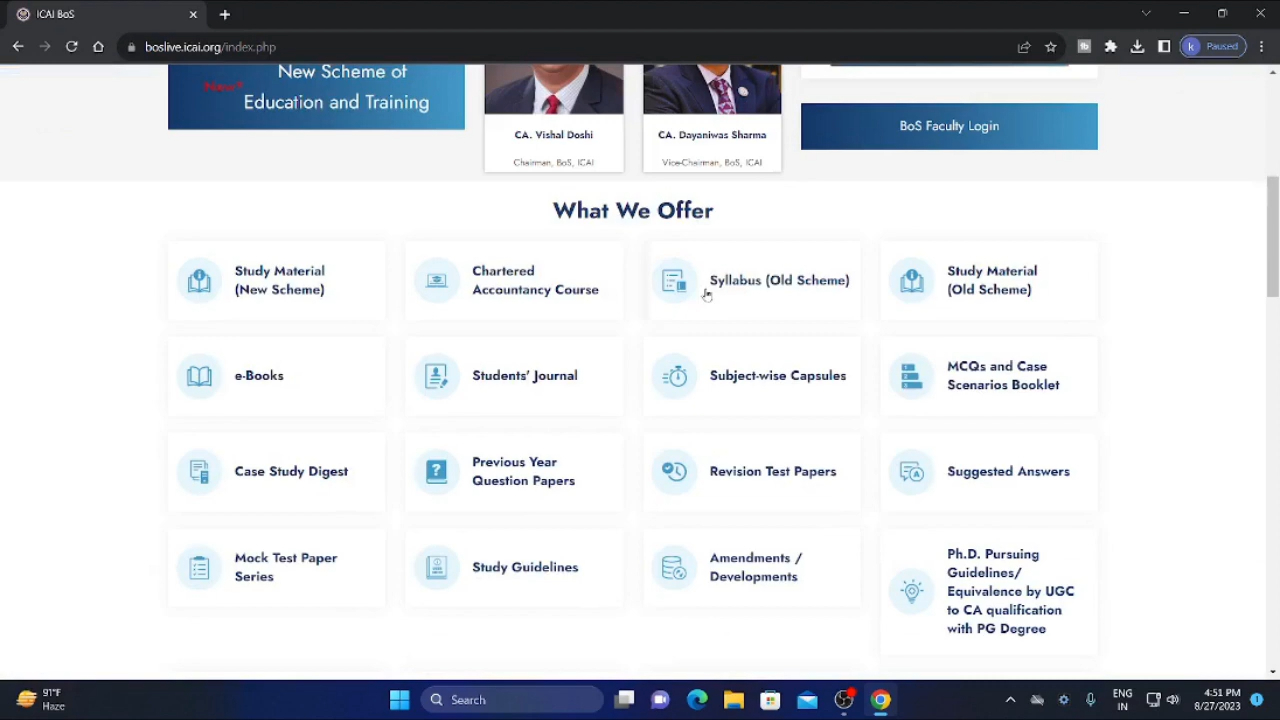 ICAI BoS
boslive.icai.org/index.php
k Paused
New?
New Scheme of
Education and Training
CA. Vishal Doshi
Chairman, BoS, ICAI
CA. Dayaniwas Sharma
Vice-Chairman, BoS, ICAI
BoS Faculty Login
What We Offer
Study Material
(New Scheme)
Chartered
Accountancy Course
Syllabus (Old Scheme)
Study Material
(Old Scheme)
e-Books
Students' Journal
Subject-wise Capsules
MCQs and Case
Scenarios Booklet
Case Study Digest
Previous Year
Question Papers
Revision Test Papers
Suggested Answers
Mock Test Paper
Series
Study Guidelines
Amendments /
Developments
Ph.D. Pursuing
Guidelines/
Equivalence by UGC
to CA qualification
with PG Degree
91°F
Haze
Search
ENG
IN
4:51 PM
8/27/2023